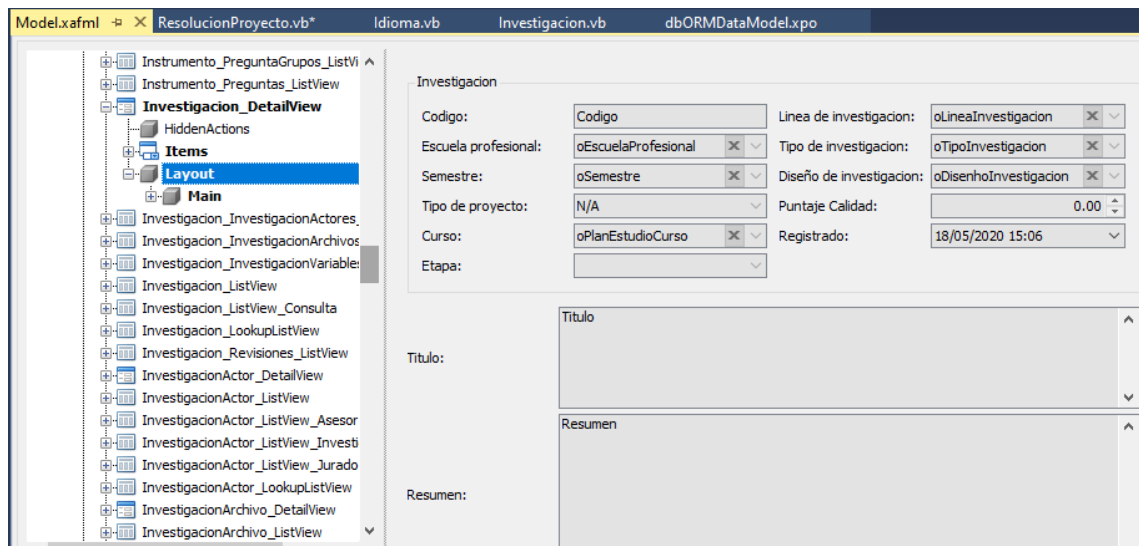 Model.xafml ResolucionProyecto.vb* Idioma.vb Investigacion.vb dbORMDataModel.xpo
Instrumento_PreguntaGrupos_ListVi
Instrumento_Preguntas_ListView
Investigacion_DetailView
HiddenActions
Items
Layout
Main
Investigacion_InvestigacionActores_
Investigacion_InvestigacionArchivos
Investigacion_InvestigacionVariable
Investigacion_ListView
Investigacion_ListView_Consulta
Investigacion_LookupListView
Investigacion_Revisiones_ListView
InvestigacionActor_DetailView
InvestigacionActor_ListView
InvestigacionActor_ListView_Asesor
InvestigacionActor_ListView_Investi
InvestigacionActor_ListView_Jurado
InvestigacionActor_LookupListView
InvestigacionArchivo_DetailView
InvestigacionArchivo_ListView
Investigacion
Codigo: Codigo Linea de investigacion: oLineaInvestigacion
Escuela profesional: oEscuelaProfesional Tipo de investigacion: oTipoInvestigacion
Semestre: oSemestre Diseño de investigacion: oDisenhoInvestigacion
Tipo de proyecto: N/A Puntaje Calidad: 0.00
Curso: oPlanEstudioCurso Registrado: 18/05/2020 15:06
Etapa:
Titulo
Titulo:
Resumen
Resumen: